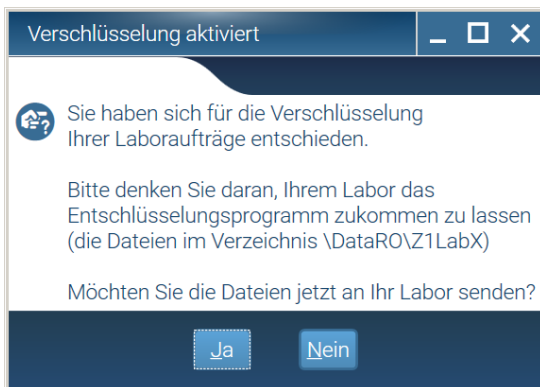 Verschlüsselung aktiviert
Sie haben sich für die Verschlüsselung
Ihrer Laboraufträge entschieden.
Bitte denken Sie daran, Ihrem Labor das
Entschlüsselungsprogramm zukommen zu lassen
(die Dateien im Verzeichnis \DataRO\Z1LabX)
Möchten Sie die Dateien jetzt an Ihr Labor senden?
Ja Nein